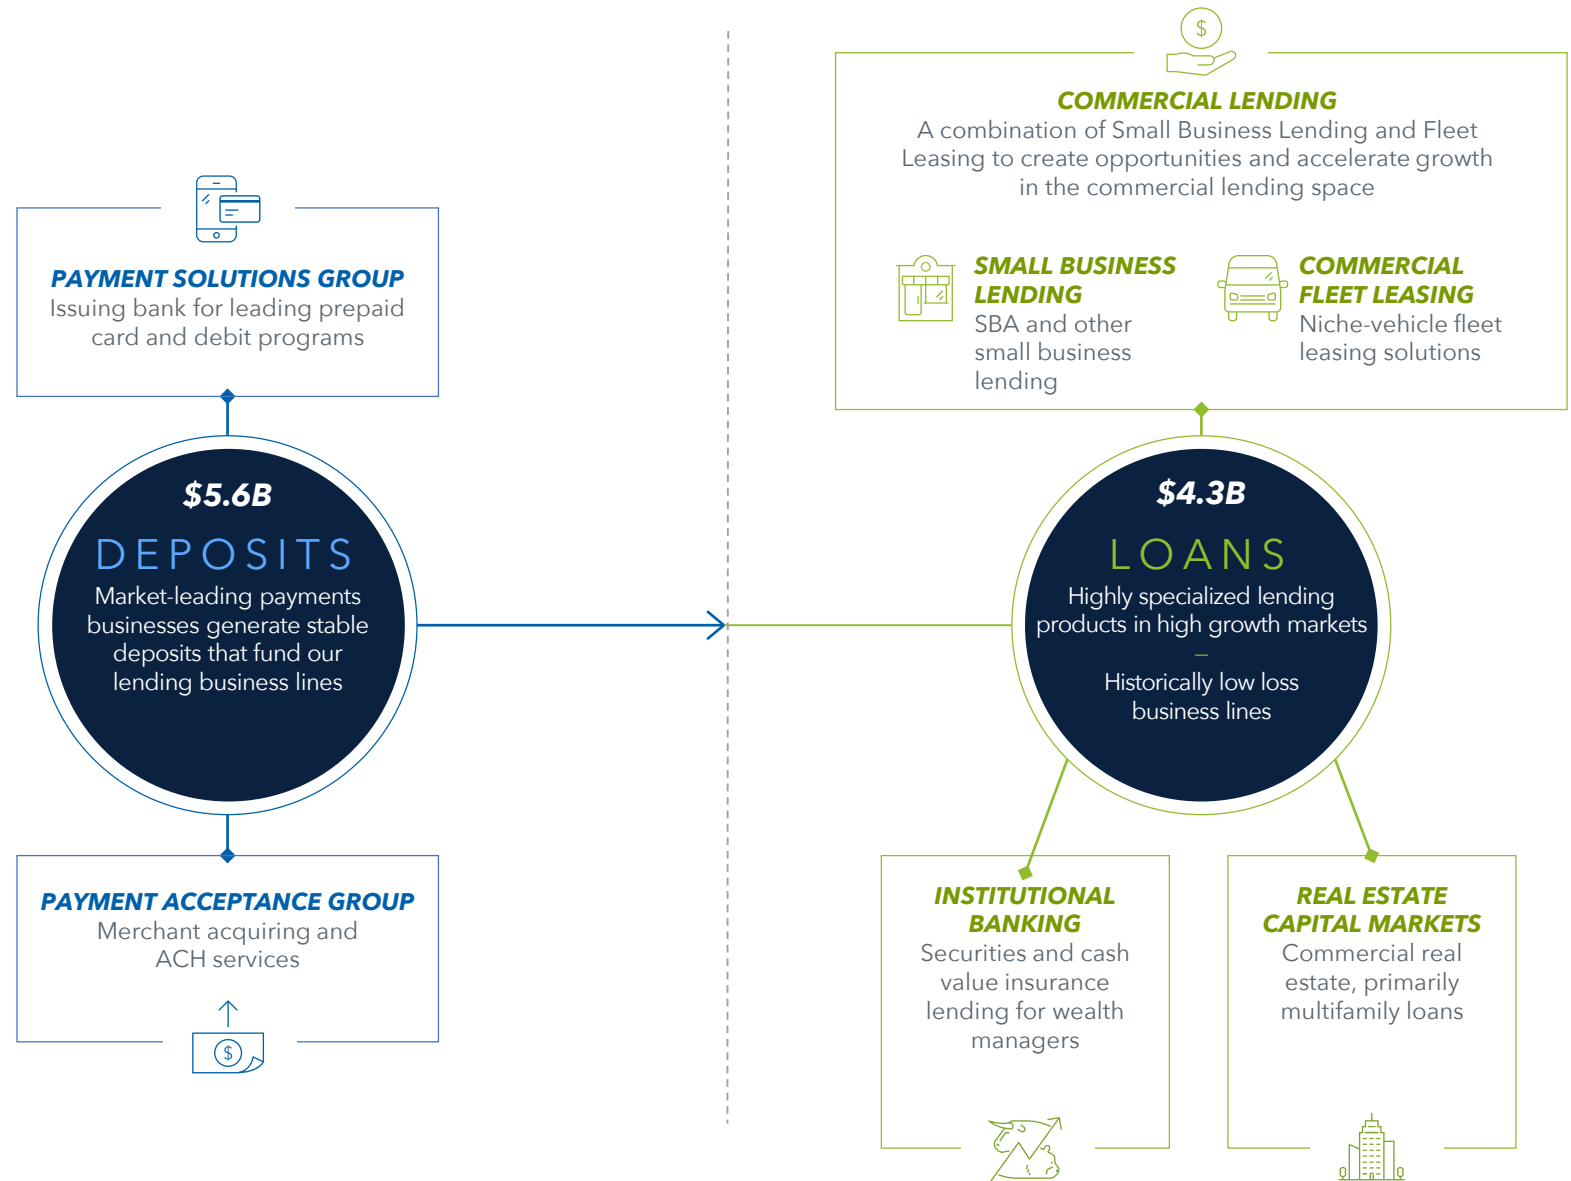 PAYMENT SOLUTIONS GROUP
Issuing bank for leading prepaid
card and debit programs
$5.6B
DEPOSITS
Market-leading payments
businesses generate stable
deposits that fund our
lending business lines
PAYMENT ACCEPTANCE GROUP
Merchant acquiring and
ACH services
$
$
COMMERCIAL LENDING
A combination of Small Business Lending and Fleet
Leasing to create opportunities and accelerate growth
in the commercial lending space
SMALL BUSINESS
LENDING
SBA and other
small business
lending
COMMERCIAL
FLEET LEASING
Niche-vehicle fleet
leasing solutions
$4.3B
LOANS
Highly specialized lending
products in high growth markets
–
Historically low loss
business lines
INSTITUTIONAL
BANKING
Securities and cash
value insurance
lending for wealth
managers
REAL ESTATE
CAPITAL MARKETS
Commercial real
estate, primarily
multifamily loans